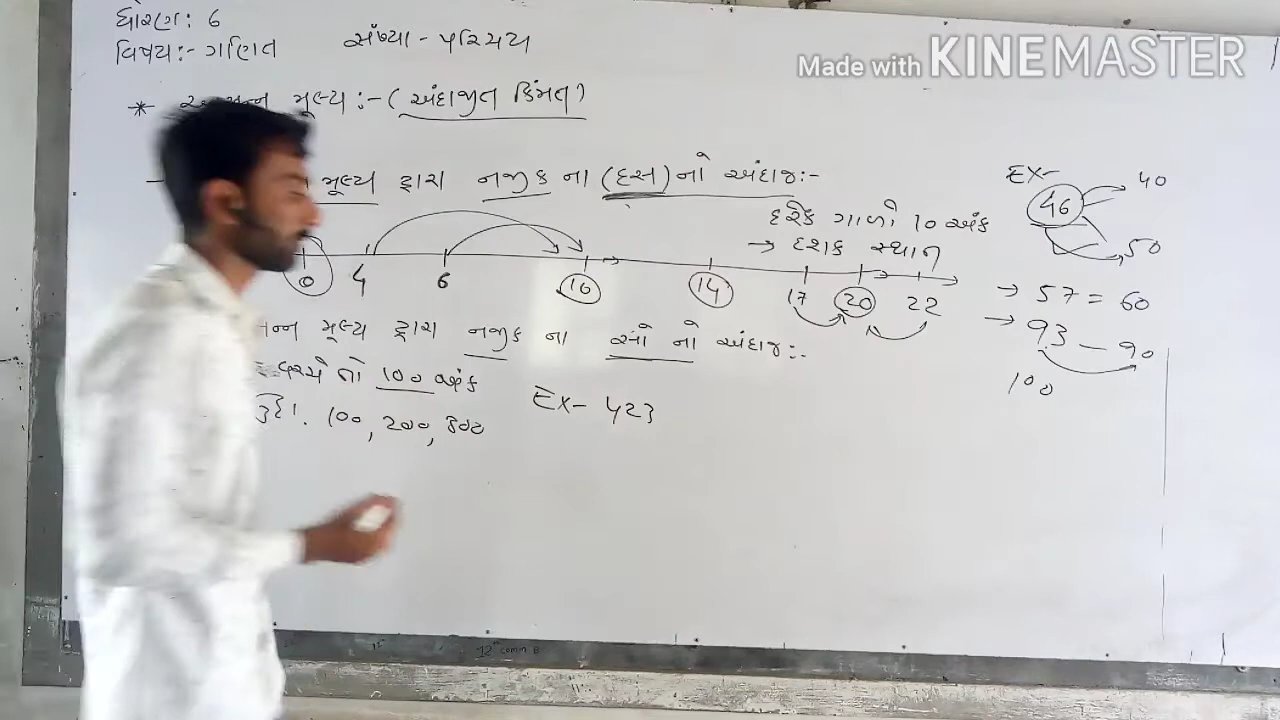 ધોરણ: 6
વિષય:- ગણિત
સંખ્યા - પરિચય
Made with KINEMASTER
* મૂલ્ય :- (અંદાજીત કિંમત)
- મૂલ્ય દ્વારા નજીક ના (દસ) નો અંદાજ:-
દરેક ગાળો 10 અંક
→ દશક સ્થાન
0 4 6 10 14 17 20 22
EX-
46 40
50
→ 57 = 60
→ 93 – 90
100
મૂલ્ય દ્વારા નજીક ના સો નો અંદાજ:-
વચ્ચે નો 100 અંક
100, 200, 300
EX- 423